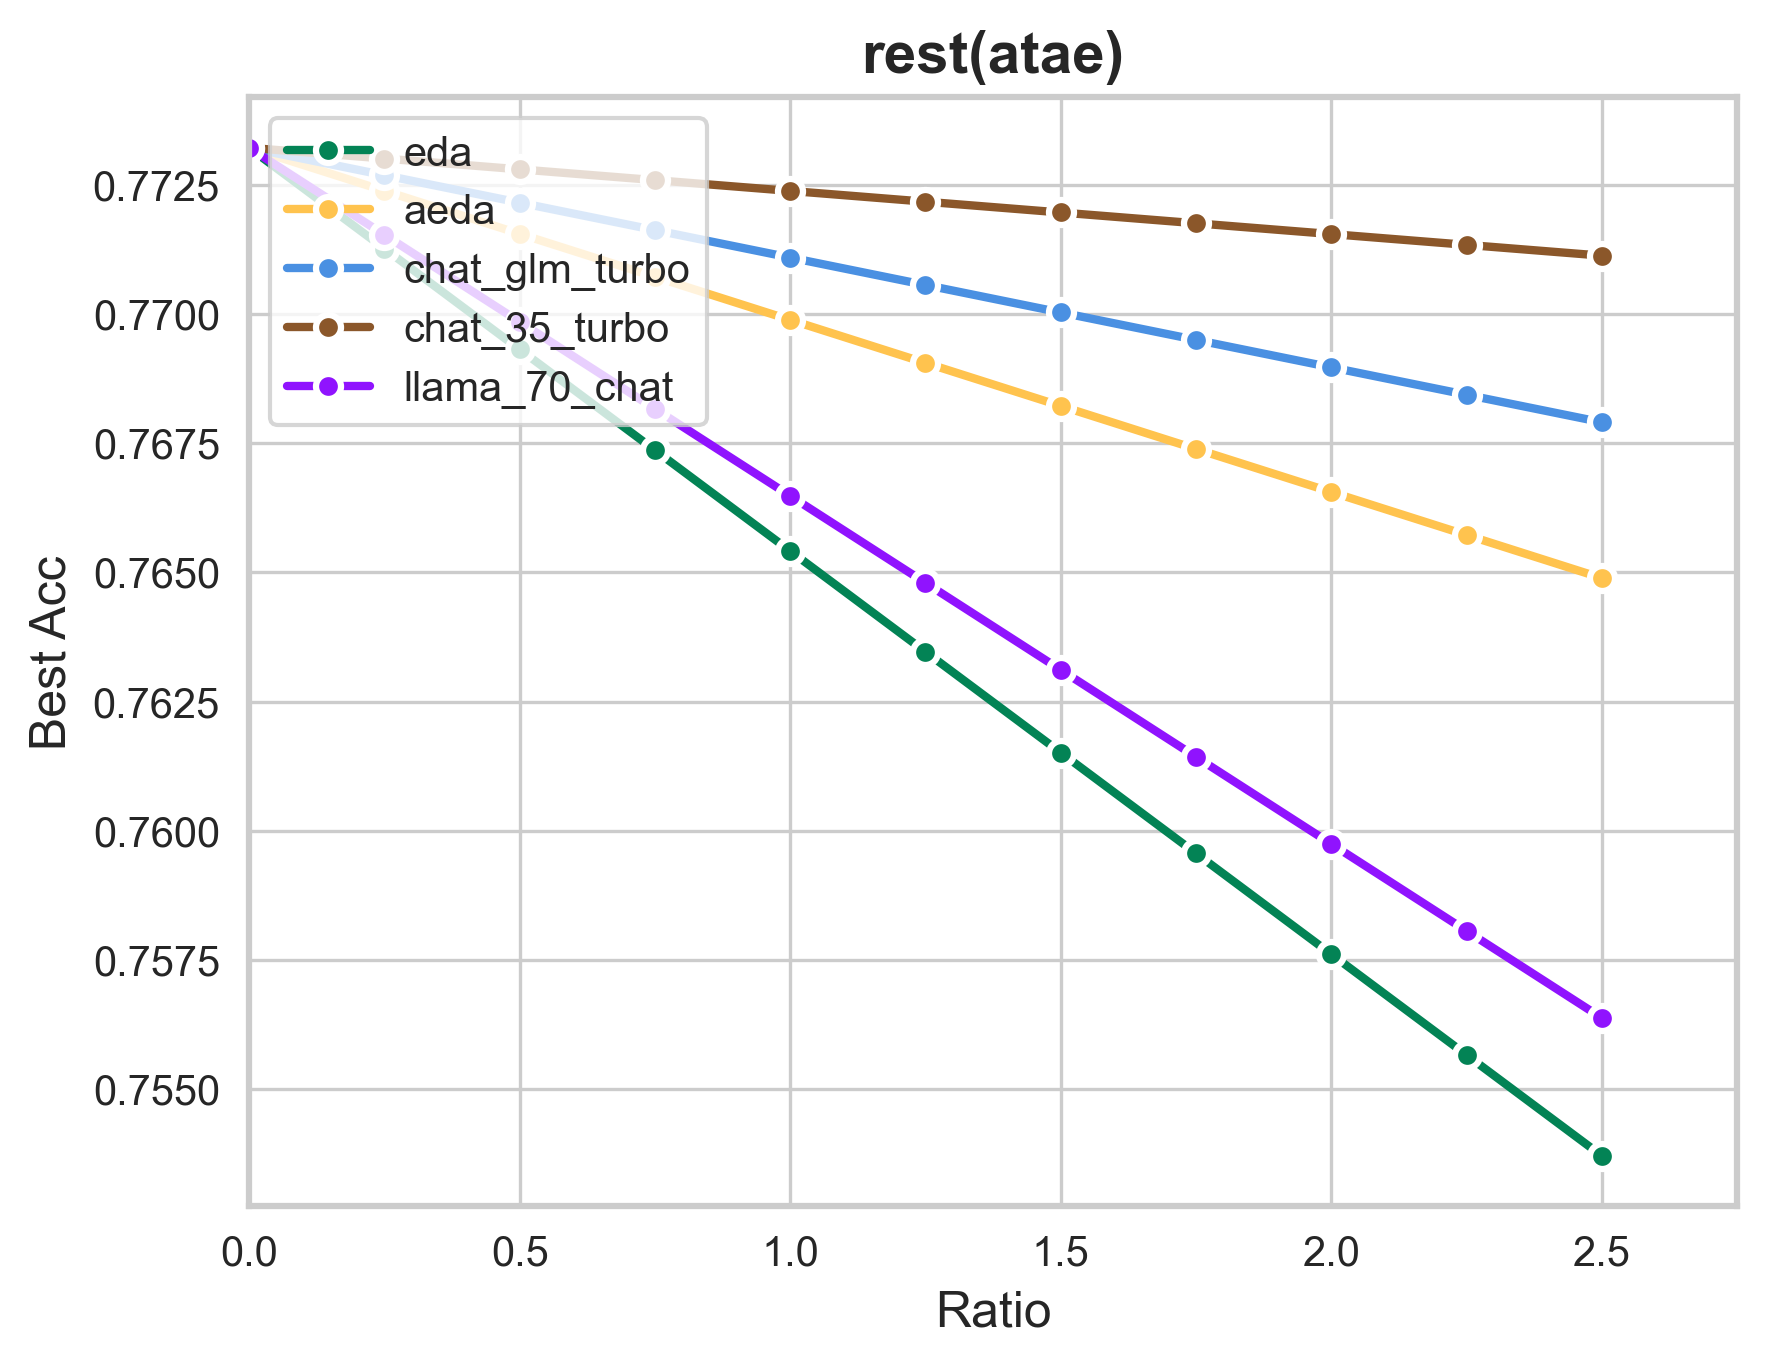 rest(atae)
eda
aeda
chat_glm_turbo
chat_35_turbo
llama_70_chat
0.7725
0.7700
0.7675
0.7650
0.7625
0.7600
0.7575
0.7550
Best Acc
0.0 0.5 1.0 1.5 2.0 2.5
Ratio